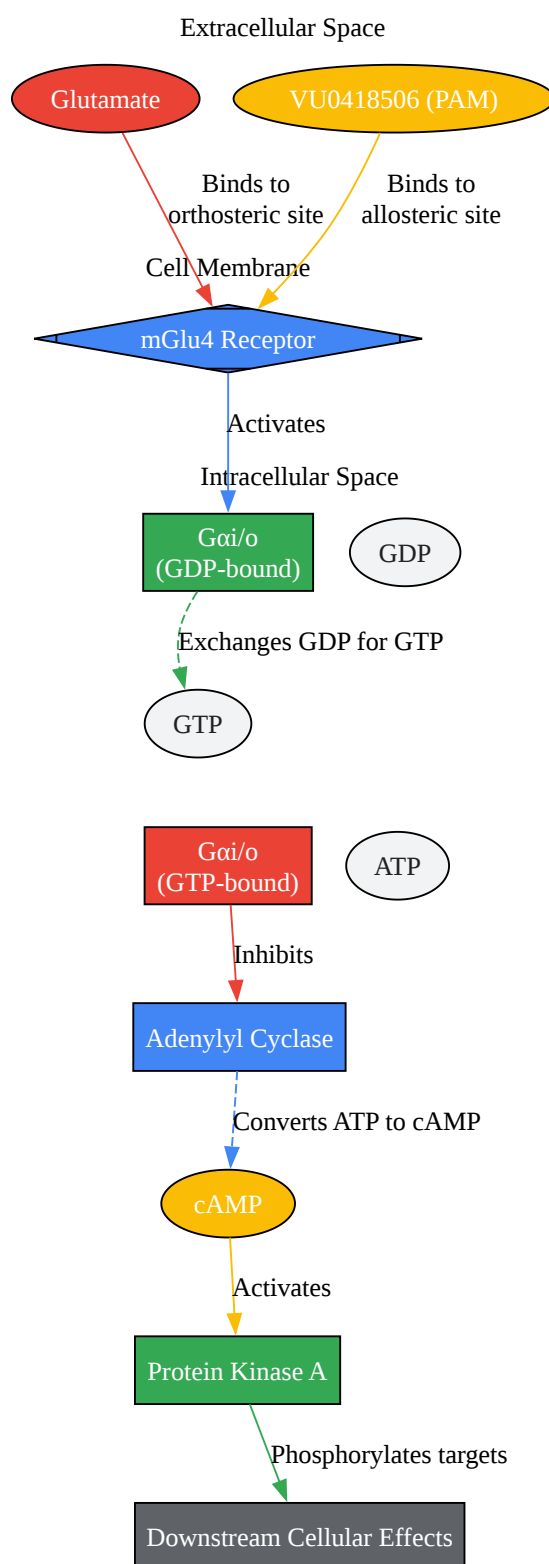 Extracellular Space
Glutamate
VU0418506 (PAM)
Binds to
orthosteric site
Binds to
allosteric site
Cell Membrane
mGlu4 Receptor
Activates
Intracellular Space
Gαi/o
(GDP-bound)
GDP
Exchanges GDP for GTP
GTP
Gαi/o
(GTP-bound)
ATP
Inhibits
Adenylyl Cyclase
Converts ATP to cAMP
cAMP
Activates
Protein Kinase A
Phosphorylates targets
Downstream Cellular Effects